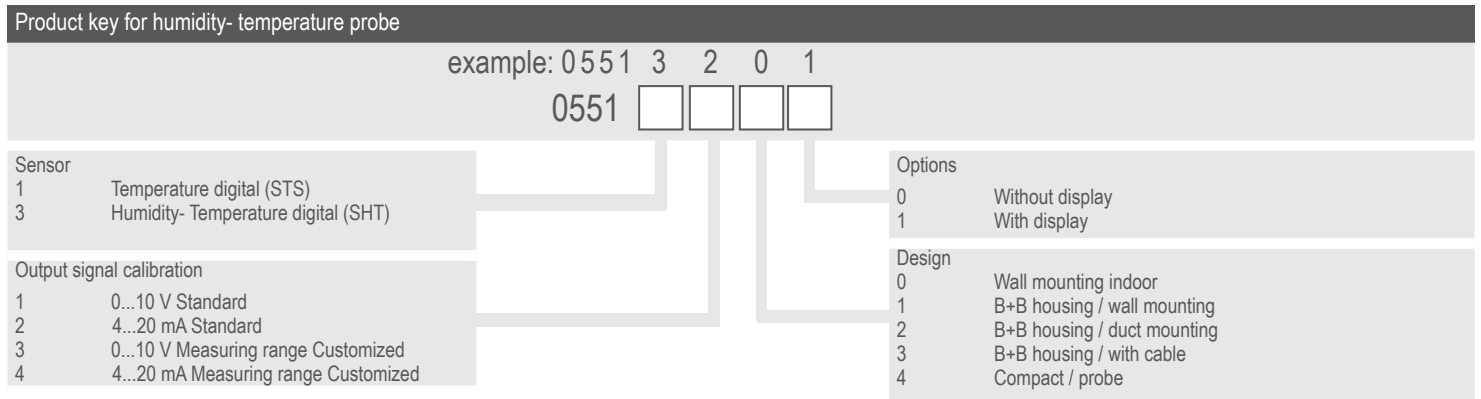 Product key for humidity- temperature probe
example: 0551 3 2 0 1
0551
Sensor
1 Temperature digital (STS)
3 Humidity- Temperature digital (SHT)
Output signal calibration
1 0...10 V Standard
2 4...20 mA Standard
3 0...10 V Measuring range Customized
4 4...20 mA Measuring range Customized
Options
0 Without display
1 With display
Design
0 Wall mounting indoor
1 B+B housing / wall mounting
2 B+B housing / duct mounting
3 B+B housing / with cable
4 Compact / probe